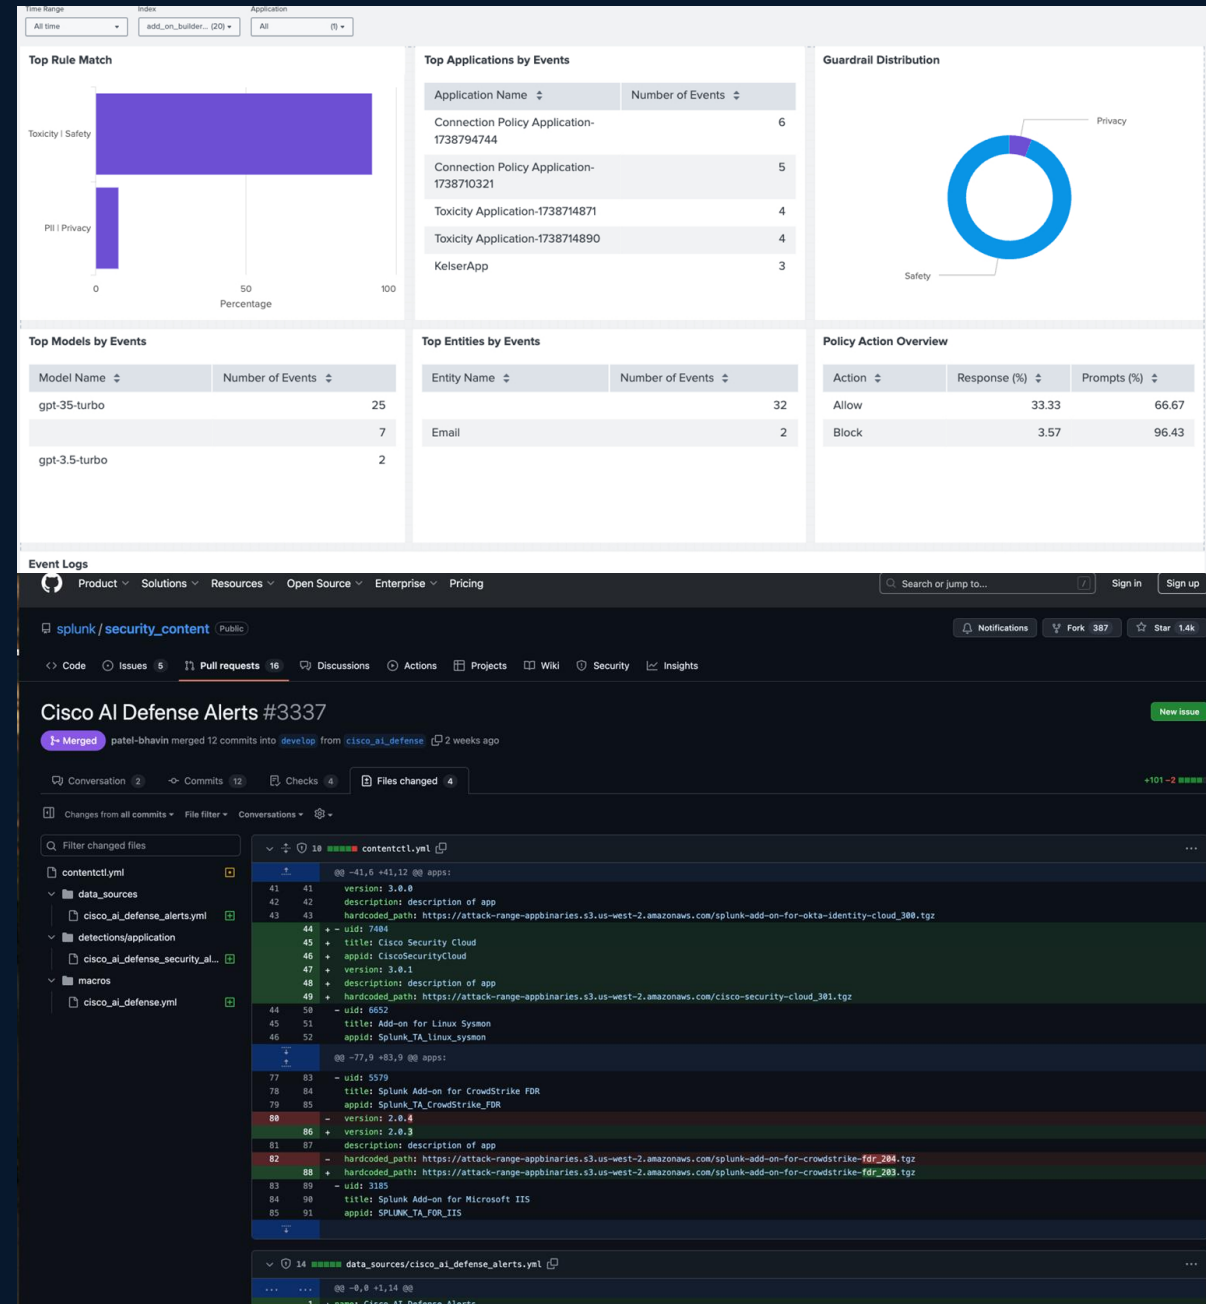 Time Range
Index
Application
All time
add_on_builder... (20)
All
(1)
Top Rule Match
Toxicity | Safety
PII | Privacy
0
50
100
Percentage
Top Applications by Events
Application Name
Number of Events
Connection Policy Application-
1738794744
6
Connection Policy Application-
1738710321
5
Toxicity Application-1738714871
4
Toxicity Application-1738714890
4
KelserApp
3
Guardrail Distribution
Privacy
Safety
Top Models by Events
Model Name
Number of Events
gpt-35-turbo
25
7
gpt-3.5-turbo
2
Top Entities by Events
Entity Name
Number of Events
32
Email
2
Policy Action Overview
Action
Response (%)
Prompts (%)
Allow
33.33
66.67
Block
3.57
96.43
Event Logs
Product
Solutions
Resources
Open Source
Enterprise
Pricing
Search or jump to...
/
Sign in
Sign up
splunk / security_content
Public
Notifications
Fork 387
Star 1.4k
Code
Issues 5
Pull requests 16
Discussions
Actions
Projects
Wiki
Security
Insights
Cisco AI Defense Alerts #3337
New issue
Merged
patel-bhavin merged 12 commits into develop from cisco_ai_defense
2 weeks ago
Conversation 2
Commits 12
Checks 4
Files changed 4
+101 −2
Changes from all commits
File filter
Conversations
Filter changed files
contentctl.yml
data_sources
cisco_ai_defense_alerts.yml
detections/application
cisco_ai_defense_security_al...
macros
cisco_ai_defense.yml
10 contentctl.yml
...
@@ -41,6 +41,12 @@ apps:
41 41 version: 3.0.0
42 42 description: description of app
43 43 hardcoded_path: https://attack-range-appbinaries.s3.us-west-2.amazonaws.com/splunk-add-on-for-okta-identity-cloud_300.tgz
44 + - uid: 7404
45 + title: Cisco Security Cloud
46 + appid: CiscoSecurityCloud
47 + version: 3.0.1
48 + description: description of app
49 + hardcoded_path: https://attack-range-appbinaries.s3.us-west-2.amazonaws.com/cisco-security-cloud_301.tgz
44 50 - uid: 6652
45 51 title: Add-on for Linux Sysmon
46 52 appid: Splunk_TA_linux_sysmon
@@ -77,9 +83,9 @@ apps:
77 83 - uid: 5579
78 84 title: Splunk Add-on for CrowdStrike FDR
79 85 appid: Splunk_TA_CrowdStrike_FDR
80 - version: 2.0.4
86 + version: 2.0.3
81 87 description: description of app
82 - hardcoded_path: https://attack-range-appbinaries.s3.us-west-2.amazonaws.com/splunk-add-on-for-crowdstrike-fdr_204.tgz
88 + hardcoded_path: https://attack-range-appbinaries.s3.us-west-2.amazonaws.com/splunk-add-on-for-crowdstrike-fdr_203.tgz
83 89 - uid: 3185
84 90 title: Splunk Add-on for Microsoft IIS
85 91 appid: SPLUNK_TA_FOR_IIS
14 data_sources/cisco_ai_defense_alerts.yml
...
... ... @@ -0,0 +1,14 @@
1 + name: Cisco AI Defense Alerts